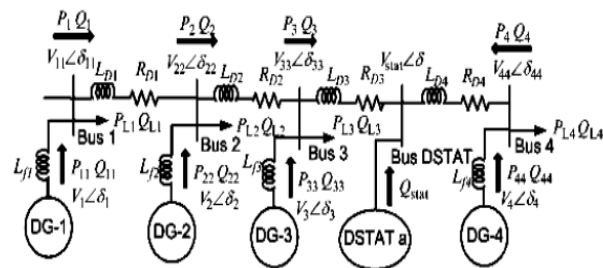 P1 Q1
P2 Q2
P3 Q3
P4 Q4
V11∠δ11
V22∠δ22
V33∠δ33
Vstat∠δ
V44∠δ44
LD1 RD1 LD2 RD2 LD3 RD3 LD4 RD4
PL1 QL1
PL2 QL2
PL3 QL3
PL4 QL4
Bus 1
Bus 2
Bus 3
Bus DSTAT
Bus 4
Lf1 P11 Q11
V1∠δ1
Lf2 P22 Q22
V2∠δ2
Lf3 P33 Q33
V3∠δ3
Qstat
Lf4 P44 Q44
V4∠δ4
DG-1
DG-2
DG-3
DSTAT a
DG-4